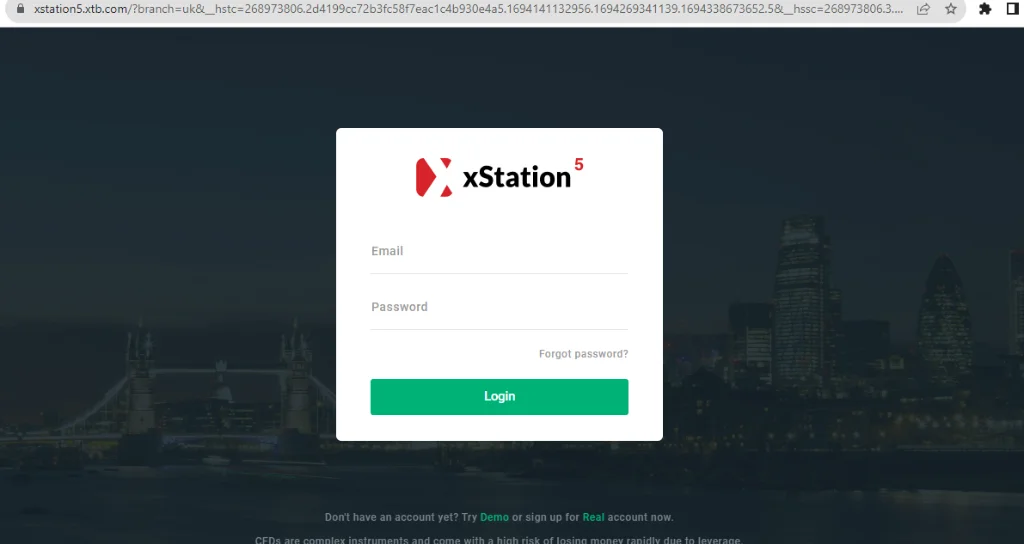 xstation5.xtb.com/?branch=uk&__hstc=268973806.2d4199cc72b3fc58f7eac1c4b930e4a5.1694141132956.1694269341139.1694338673652.5&__hssc=268973806.3....
xStation 5
Email
Password
Forgot password?
Login
Don't have an account yet? Try Demo or sign up for Real account now.
CFDs are complex instruments and come with a high risk of losing money rapidly due to leverage.